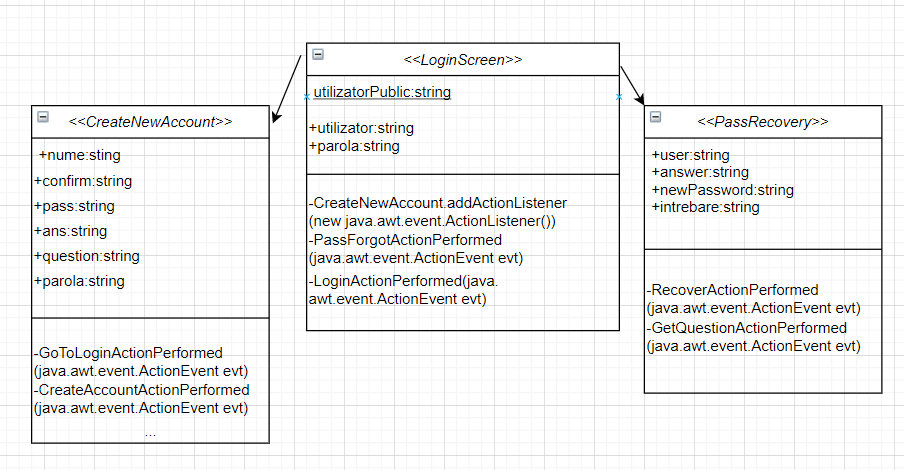 <<LoginScreen>>
utilizatorPublic:string
+utilizator:string
+parola:string
-CreateNewAccount.addActionListener
(new java.awt.event.ActionListener())
-PassForgotActionPerformed
(java.awt.event.ActionEvent evt)
-LoginActionPerformed(java.
awt.event.ActionEvent evt)
<<CreateNewAccount>>
+nume:sting
+confirm:string
+pass:string
+ans:string
+question:string
+parola:string
-GoToLoginActionPerformed
(java.awt.event.ActionEvent evt)
-CreateAccountActionPerformed
(java.awt.event.ActionEvent evt)
...
<<PassRecovery>>
+user:string
+answer:string
+newPassword:string
+intrebare:string
-RecoverActionPerformed
(java.awt.event.ActionEvent evt)
-GetQuestionActionPerformed
(java.awt.event.ActionEvent evt)